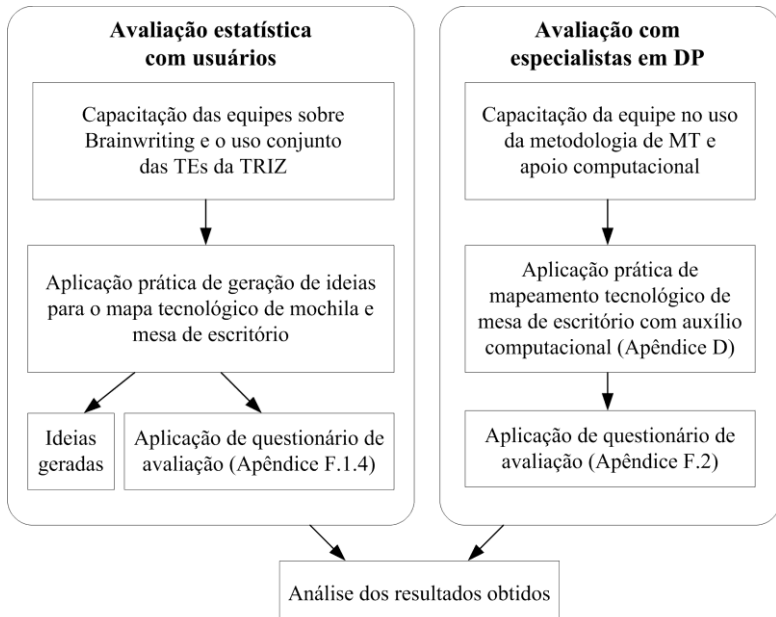 Avaliação estatística
com usuários
Capacitação das equipes sobre
Brainwriting e o uso conjunto
das TEs da TRIZ
Aplicação prática de geração de ideias
para o mapa tecnológico de mochila e
mesa de escritório
Ideias
geradas
Aplicação de questionário de
avaliação (Apêndice F.1.4)
Avaliação com
especialistas em DP
Capacitação da equipe no uso
da metodologia de MT e
apoio computacional
Aplicação prática de
mapeamento tecnológico de
mesa de escritório com auxílio
computacional (Apêndice D)
Aplicação de questionário de
avaliação (Apêndice F.2)
Análise dos resultados obtidos